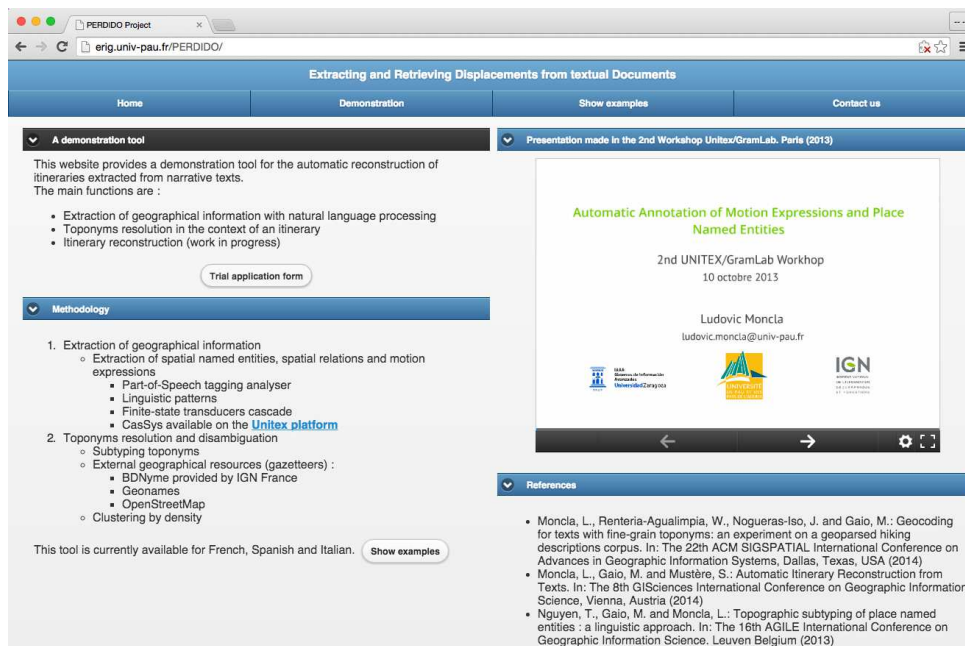 PERDIDO Project
erig.univ-pau.fr/PERDIDO/
Extracting and Retrieving Displacements from textual Documents
Home
Demonstration
Show examples
Contact us
A demonstration tool
This website provides a demonstration tool for the automatic reconstruction of
itineraries extracted from narrative texts.
The main functions are :
Extraction of geographical information with natural language processing
Toponyms resolution in the context of an itinerary
Itinerary reconstruction (work in progress)
Trial application form
Methodology
1. Extraction of geographical information
Extraction of spatial named entities, spatial relations and motion
expressions
Part-of-Speech tagging analyser
Linguistic patterns
Finite-state transducers cascade
CasSys available on the Unitex platform
2. Toponyms resolution and disambiguation
Subtyping toponyms
External geographical resources (gazetteers) :
BDNyme provided by IGN France
Geonames
OpenStreetMap
Clustering by density
This tool is currently available for French, Spanish and Italian.
Show examples
Presentation made in the 2nd Workshop Unitex/GramLab. Paris (2013)
Automatic Annotation of Motion Expressions and Place
Named Entities
2nd UNITEX/GramLab Workhop
10 octobre 2013
Ludovic Moncla
ludovic.moncla@univ-pau.fr
Sistemas de Información
Avanzados
Universidad Zaragoza
UNIVERSITÉ
IGN
References
Moncla, L., Renteria-Agualimpia, W., Nogueras-Iso, J. and Gaio, M.: Geocoding
for texts with fine-grain toponyms: an experiment on a geoparsed hiking
descriptions corpus. In: The 22th ACM SIGSPATIAL International Conference on
Advances in Geographic Information Systems, Dallas, Texas, USA (2014)
Moncla, L., Gaio, M. and Mustère, S.: Automatic Itinerary Reconstruction from
Texts. In: The 8th GISciences International Conference on Geographic Information
Science, Vienna, Austria (2014)
Nguyen, T., Gaio, M. and Moncla, L.: Topographic subtyping of place named
entities : a linguistic approach. In: The 16th AGILE International Conference on
Geographic Information Science. Leuven Belgium (2013)